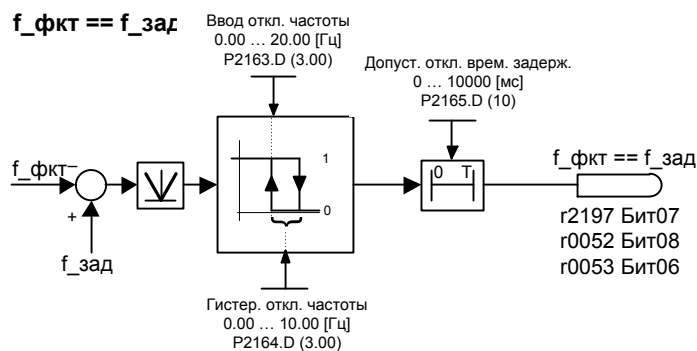 f_фкт == f_зад
Ввод откл. частоты
0.00 … 20.00 [Гц]
P2163.D (3.00)
Допуст. откл. врем. задерж.
0 … 10000 [мс]
P2165.D (10)
f_фкт
–
+
f_зад
1
0
0 T
f_фкт == f_зад
r2197 Бит07
r0052 Бит08
r0053 Бит06
Гистер. откл. частоты
0.00 … 10.00 [Гц]
P2164.D (3.00)